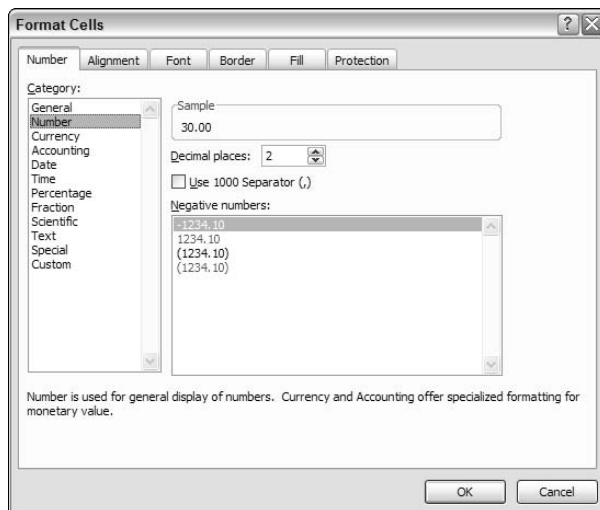 Format Cells
Number Alignment Font Border Fill Protection
Category:
General
Number
Currency
Accounting
Date
Time
Percentage
Fraction
Scientific
Text
Special
Custom
Sample
30.00
Decimal places: 2
Use 1000 Separator (,)
Negative numbers:
-1234.10
1234.10
(1234.10)
(1234.10)
Number is used for general display of numbers. Currency and Accounting offer specialized formatting for
monetary value.
OK Cancel